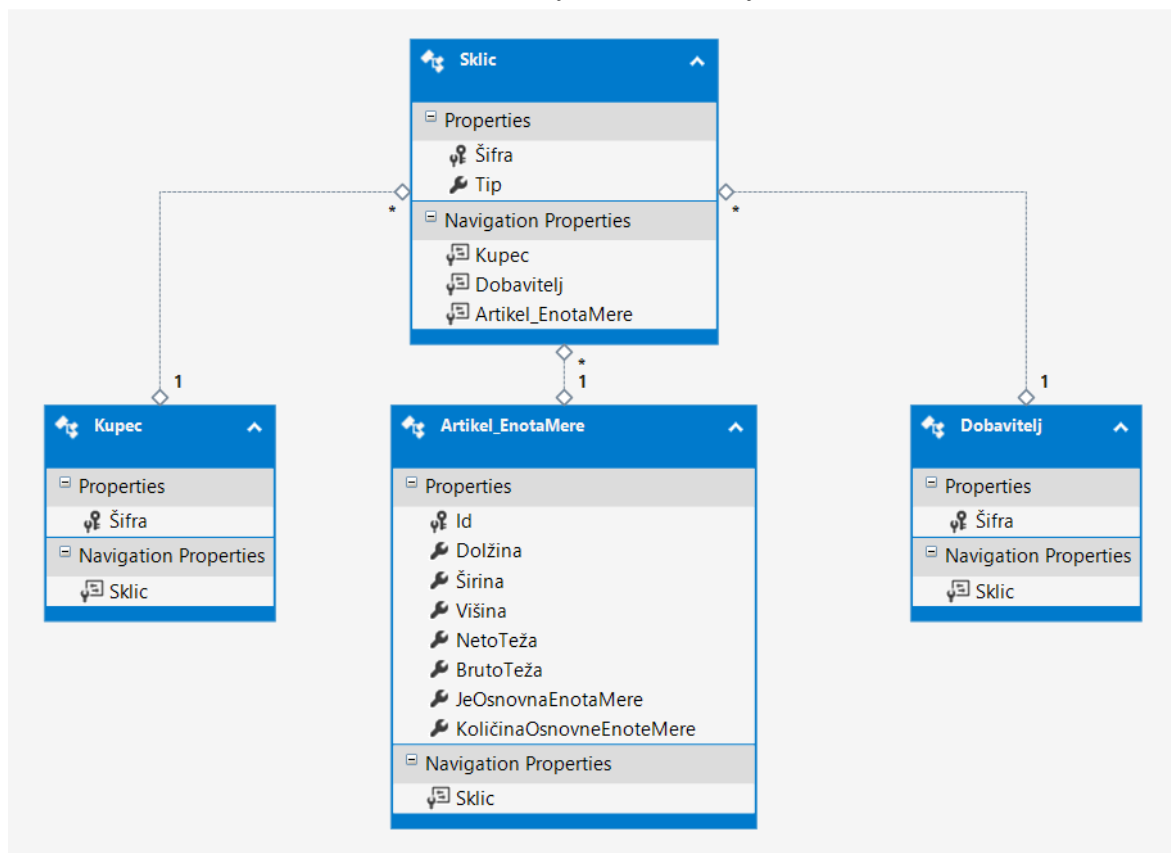 Sklic
Properties
Šifra
Tip
Navigation Properties
Kupec
Dobavitelj
Artikel_EnotaMere
*
*
*
1
1
1
Kupec
Properties
Šifra
Navigation Properties
Sklic
Artikel_EnotaMere
Properties
Id
Dolžina
Širina
Višina
NetoTeža
BrutoTeža
JeOsnovnaEnotaMere
KoličinaOsnovneEnoteMere
Navigation Properties
Sklic
Dobavitelj
Properties
Šifra
Navigation Properties
Sklic